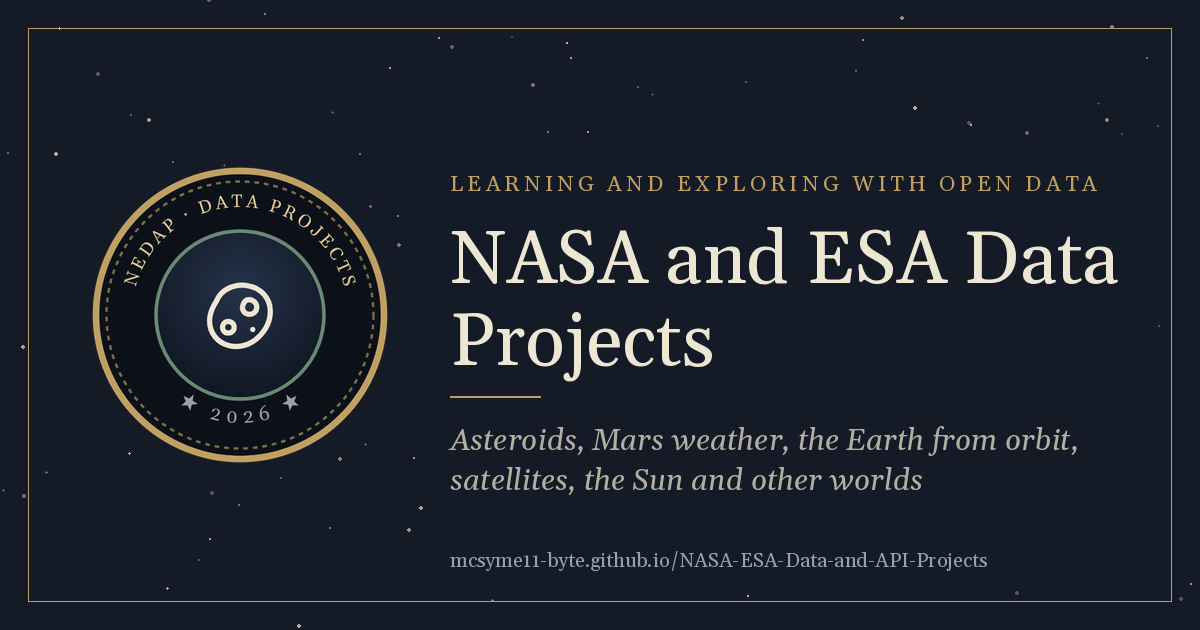 NEDAP · DATA PROJECTS
★ 2026 ★
LEARNING AND EXPLORING WITH OPEN DATA
NASA and ESA Data
Projects
Asteroids, Mars weather, the Earth from orbit,
satellites, the Sun and other worlds
mcsyme11-byte.github.io/NASA-ESA-Data-and-API-Projects